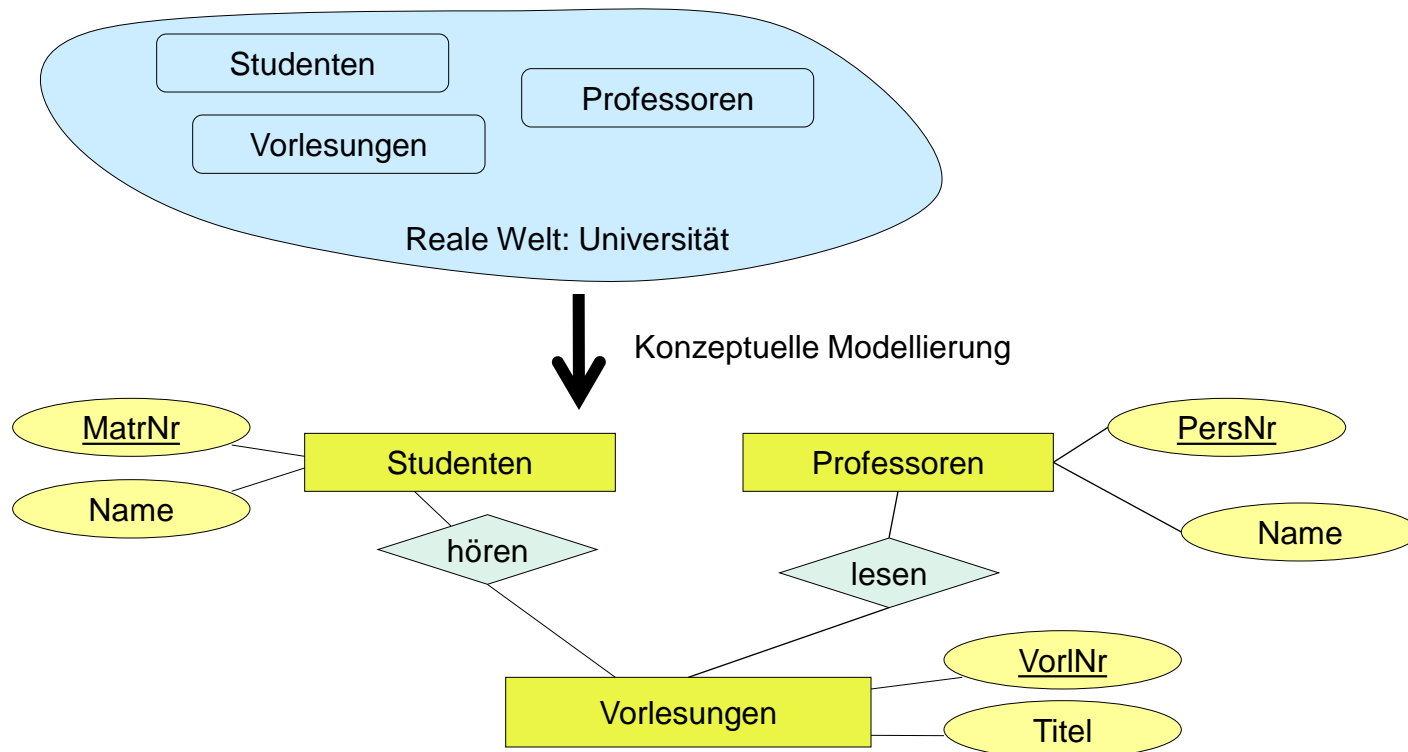 Studenten
Professoren
Vorlesungen
Reale Welt: Universität
Konzeptuelle Modellierung
MatrNr
PersNr
Studenten
Professoren
Name
Name
hören
lesen
VorlNr
Vorlesungen
Titel